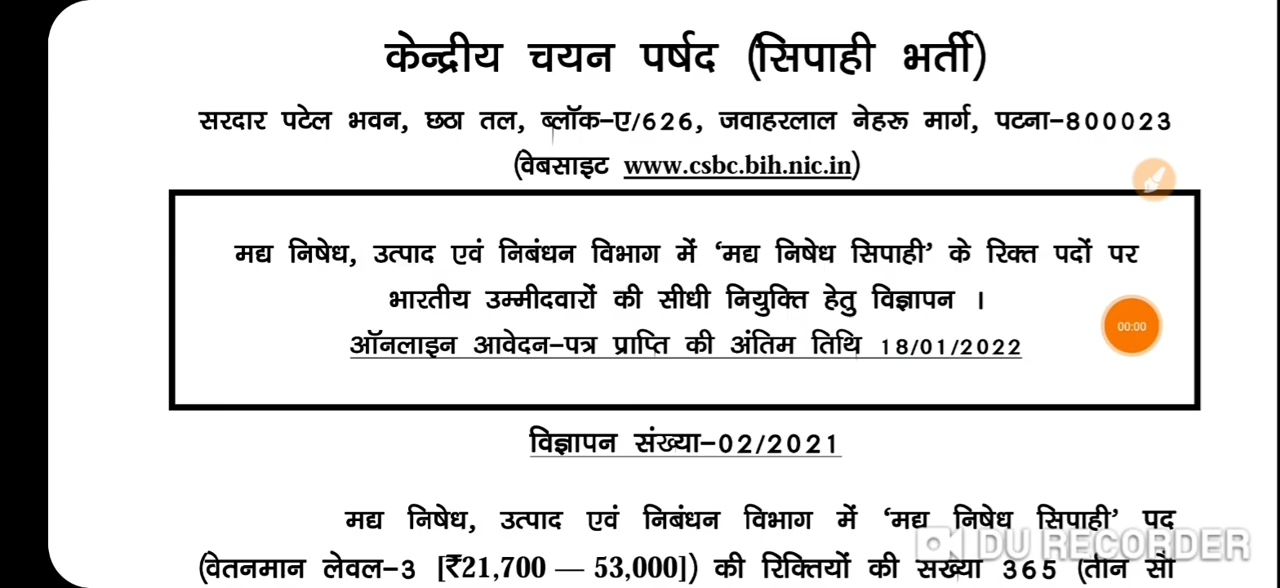 केन्द्रीय चयन पर्षद (सिपाही भर्ती)
सरदार पटेल भवन, छठा तल, ब्लॉक-ए/626, जवाहरलाल नेहरू मार्ग, पटना-800023
(वेबसाइट www.csbc.bih.nic.in)
मद्य निषेध, उत्पाद एवं निबंधन विभाग में ‘मद्य निषेध सिपाही’ के रिक्त पदों पर
भारतीय उम्मीदवारों की सीधी नियुक्ति हेतु विज्ञापन ।
00:00
ऑनलाइन आवेदन-पत्र प्राप्ति की अंतिम तिथि 18/01/2022
विज्ञापन संख्या-02/2021
मद्य निषेध, उत्पाद एवं निबंधन विभाग में ‘मद्य निषेध सिपाही’ पद
DU RECORDER
(वेतनमान लेवल-3 [₹21,700 — 53,000]) की रिक्तियों की संख्या 365 (तीन सौ